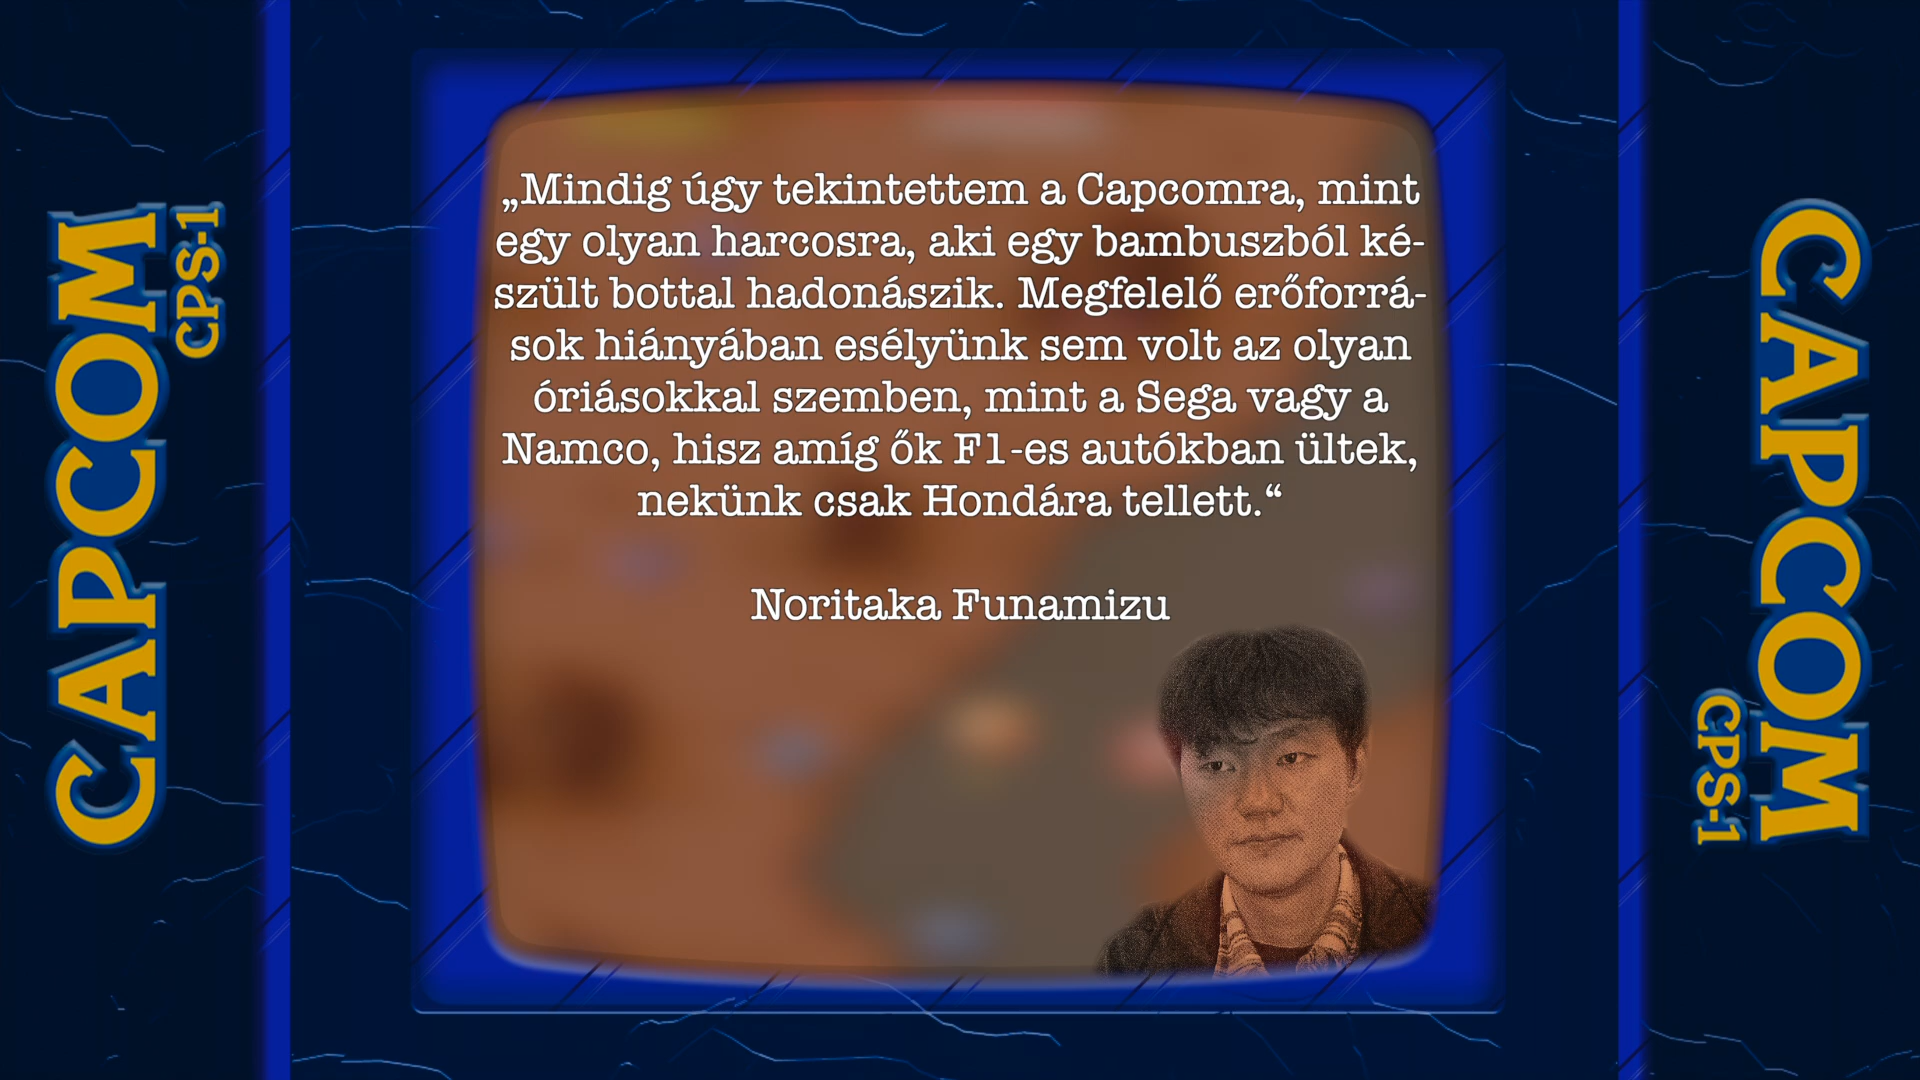 CAPCOM
CPS-1
„Mindig úgy tekintettem a Capcomra, mint
egy olyan harcosra, aki egy bambuszból ké-
szült bottal hadonászik. Megfelelő erőforrá-
sok hiányában esélyünk sem volt az olyan
óriásokkal szemben, mint a Sega vagy a
Namco, hisz amíg ők F1-es autókban ültek,
nekünk csak Hondára tellett.“
Noritaka Funamizu
CAPCOM
CPS-1